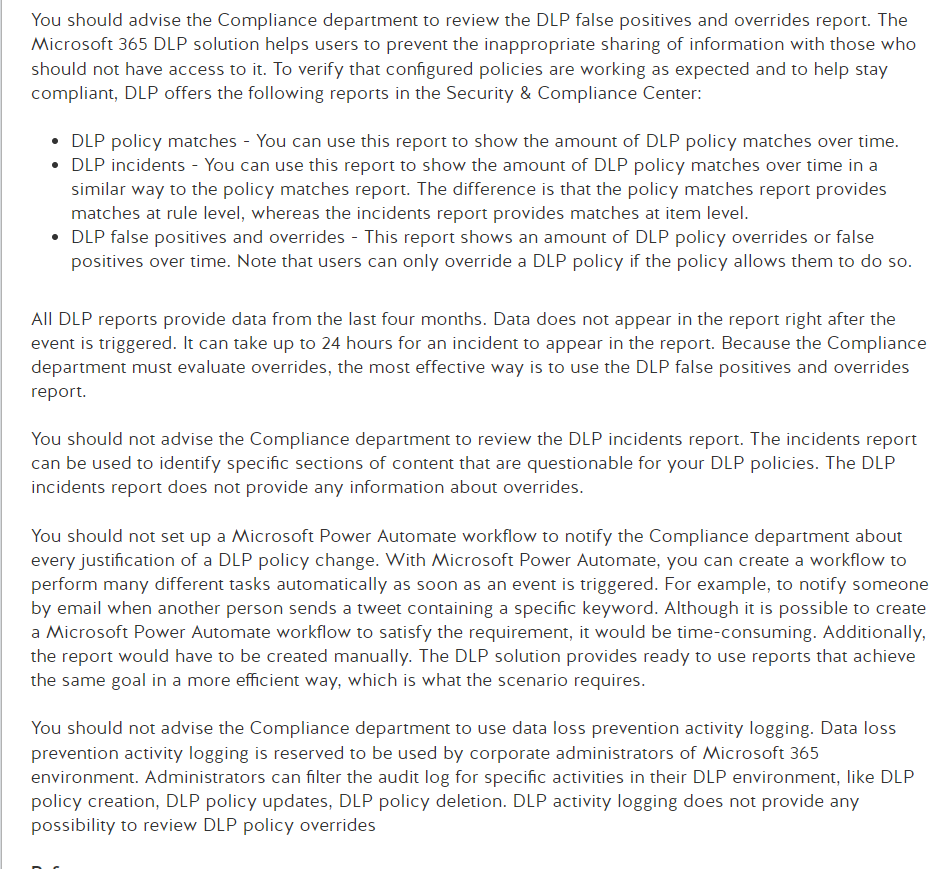 You should advise the Compliance department to review the DLP false positives and overrides report. The
Microsoft 365 DLP solution helps users to prevent the inappropriate sharing of information with those who
should not have access to it. To verify that configured policies are working as expected and to help stay
compliant, DLP offers the following reports in the Security & Compliance Center:
• DLP policy matches - You can use this report to show the amount of DLP policy matches over time.
• DLP incidents - You can use this report to show the amount of DLP policy matches over time in a
similar way to the policy matches report. The difference is that the policy matches report provides
matches at rule level, whereas the incidents report provides matches at item level.
• DLP false positives and overrides - This report shows an amount of DLP policy overrides or false
positives over time. Note that users can only override a DLP policy if the policy allows them to do so.
All DLP reports provide data from the last four months. Data does not appear in the report right after the
event is triggered. It can take up to 24 hours for an incident to appear in the report. Because the Compliance
department must evaluate overrides, the most effective way is to use the DLP false positives and overrides
report.
You should not advise the Compliance department to review the DLP incidents report. The incidents report
can be used to identify specific sections of content that are questionable for your DLP policies. The DLP
incidents report does not provide any information about overrides.
You should not set up a Microsoft Power Automate workflow to notify the Compliance department about
every justification of a DLP policy change. With Microsoft Power Automate, you can create a workflow to
perform many different tasks automatically as soon as an event is triggered. For example, to notify someone
by email when another person sends a tweet containing a specific keyword. Although it is possible to create
a Microsoft Power Automate workflow to satisfy the requirement, it would be time-consuming. Additionally,
the report would have to be created manually. The DLP solution provides ready to use reports that achieve
the same goal in a more efficient way, which is what the scenario requires.
You should not advise the Compliance department to use data loss prevention activity logging. Data loss
prevention activity logging is reserved to be used by corporate administrators of Microsoft 365
environment. Administrators can filter the audit log for specific activities in their DLP environment, like DLP
policy creation, DLP policy updates, DLP policy deletion. DLP activity logging does not provide any
possibility to review DLP policy overrides